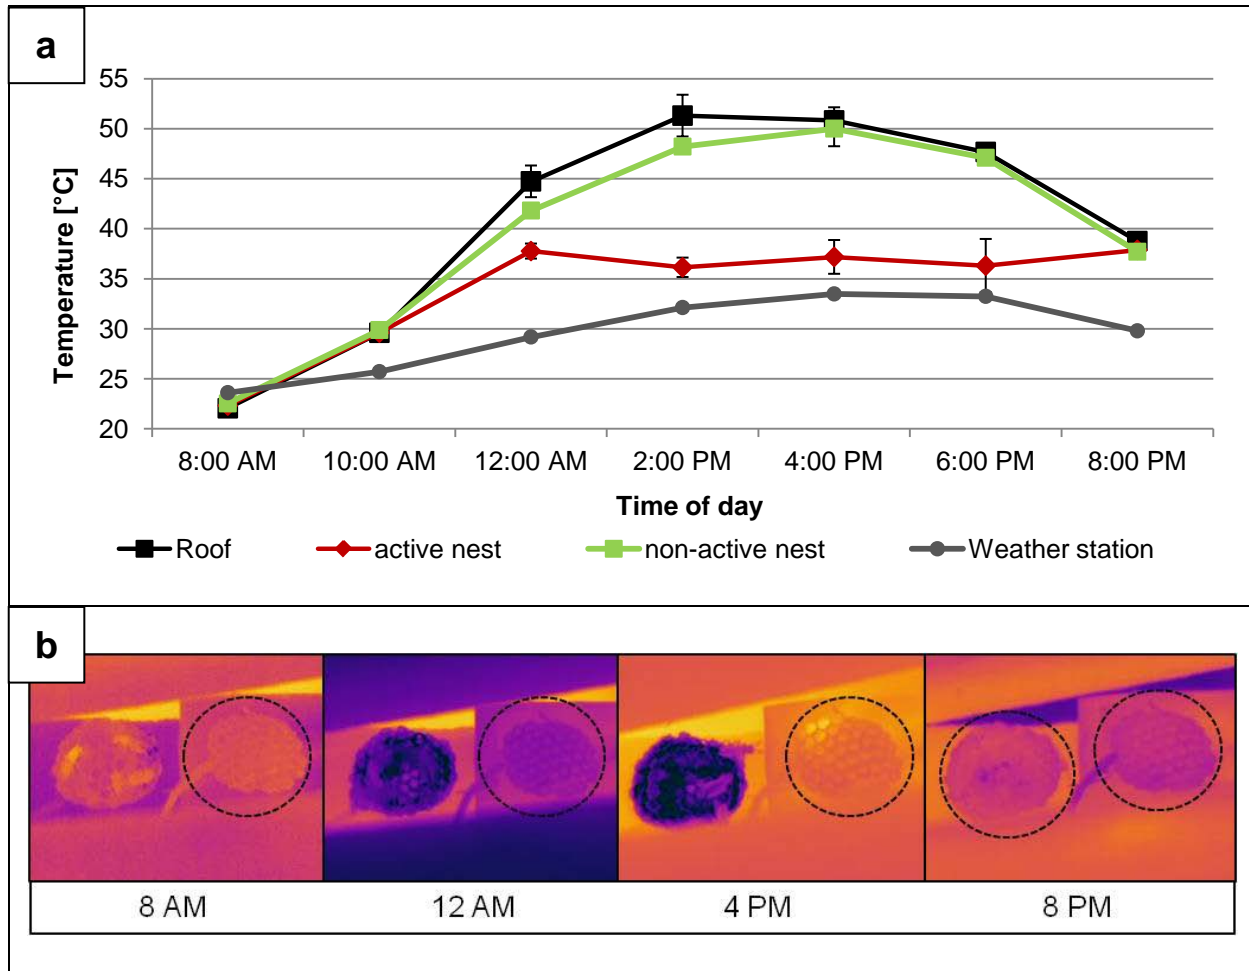 a
55
50
45
40
35
30
25
20
Temperature [°C]
8:00 AM 10:00 AM 12:00 AM 2:00 PM 4:00 PM 6:00 PM 8:00 PM
Time of day
Roof active nest non-active nest Weather station
b
8 AM 12 AM 4 PM 8 PM